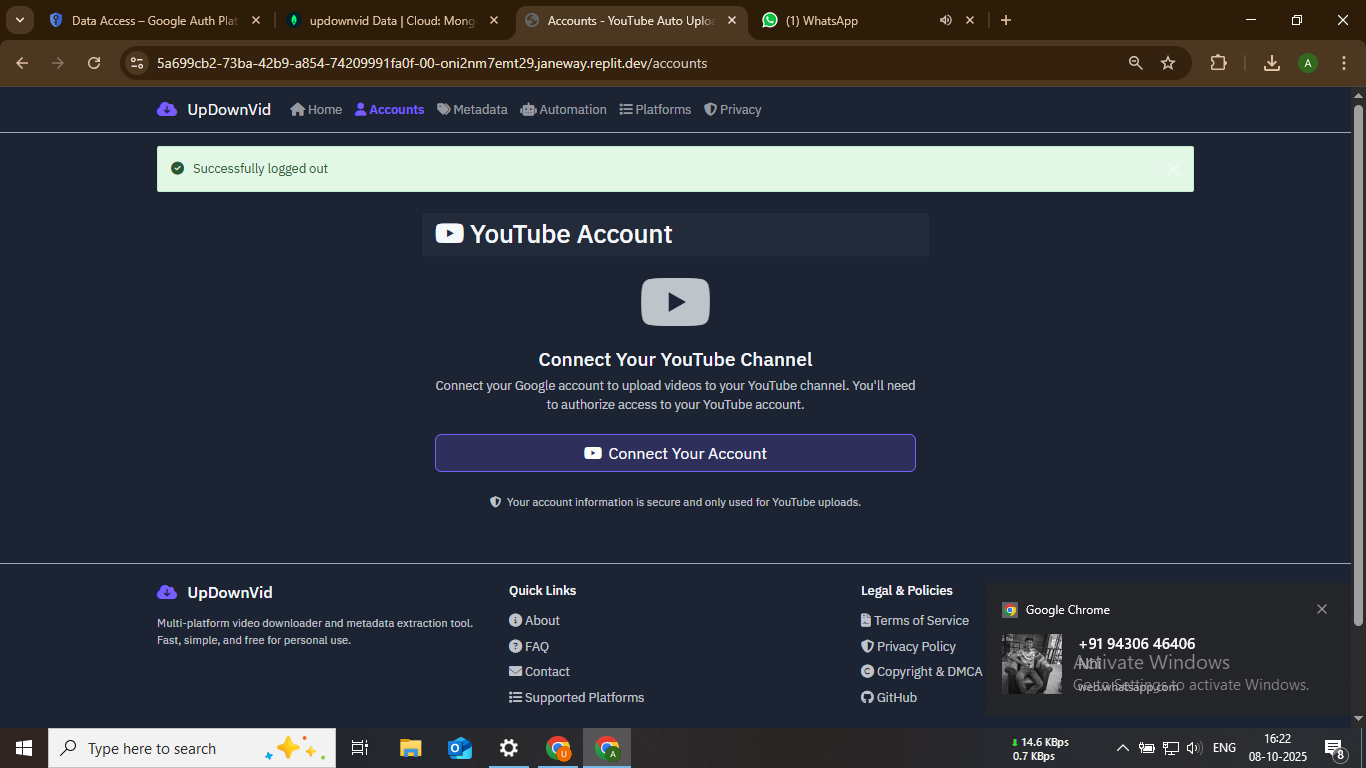 Data Access – Google Auth Plat
updownvid Data | Cloud: Mong
Accounts - YouTube Auto Uploa
(1) WhatsApp
5a699cb2-73ba-42b9-a854-74209991fa0f-00-oni2nm7emt29.janeway.replit.dev/accounts
A
UpDownVid
Home
Accounts
Metadata
Automation
Platforms
Privacy
Successfully logged out
YouTube Account
Connect Your YouTube Channel
Connect your Google account to upload videos to your YouTube channel. You'll need
to authorize access to your YouTube account.
Connect Your Account
Your account information is secure and only used for YouTube uploads.
UpDownVid
Multi-platform video downloader and metadata extraction tool.
Fast, simple, and free for personal use.
Quick Links
About
FAQ
Contact
Supported Platforms
Legal & Policies
Terms of Service
Privacy Policy
Copyright & DMCA
GitHub
Google Chrome
+91 94306 46406
Activate Windows
Go to Settings to activate Windows.
web.whatsapp.com
Type here to search
U
A
14.6 KBps
0.7 KBps
ENG
16:22
08-10-2025
8